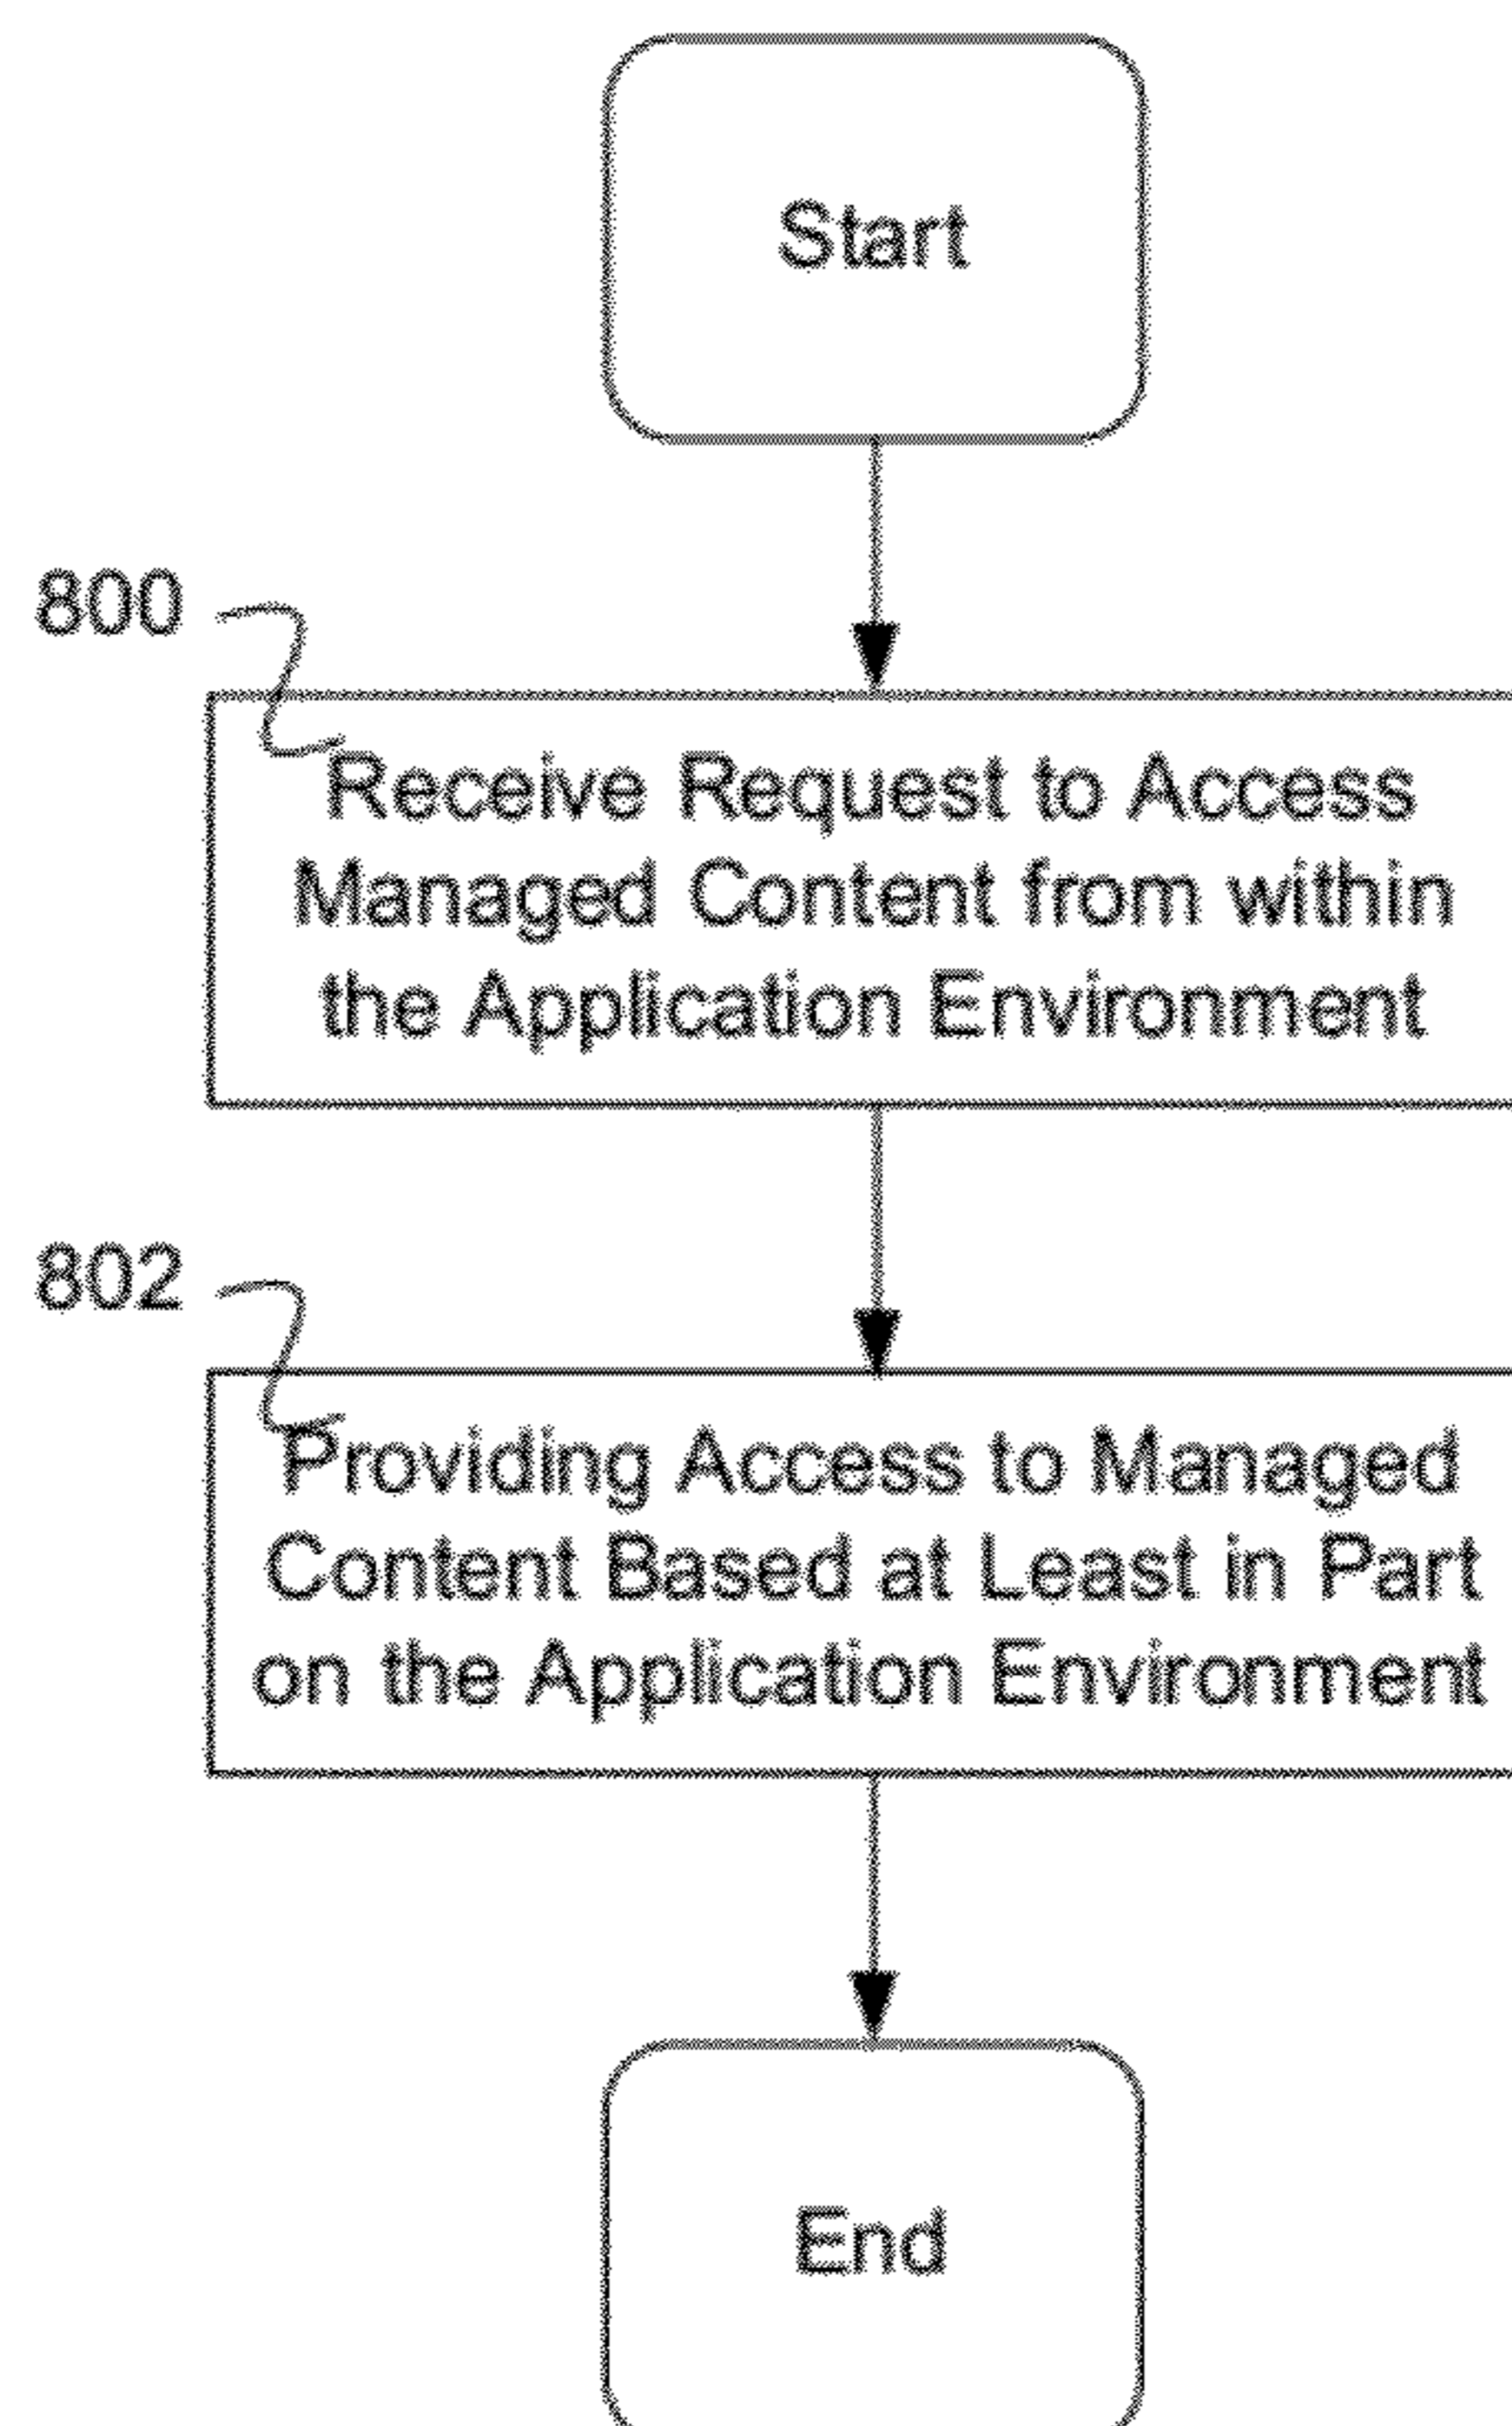 Start
800
Receive Request to Access
Managed Content from within
the Application Environment
802
Providing Access to Managed
Content Based at Least in Part
on the Application Environment
End